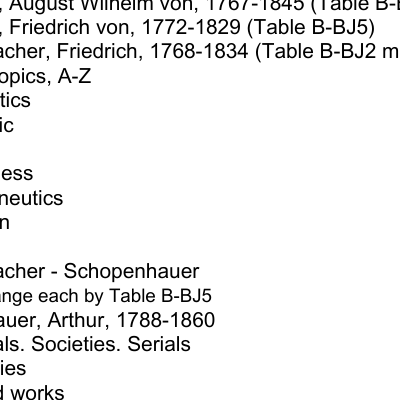 , August Wilhelm von, 1767-1845 (Table B-B
, Friedrich von, 1772-1829 (Table B-BJ5)
acher, Friedrich, 1768-1834 (Table B-BJ2 m
opics, A-Z
tics
ic
ess
neutics
n
acher - Schopenhauer
ange each by Table B-BJ5
auer, Arthur, 1788-1860
als. Societies. Serials
ies
d works